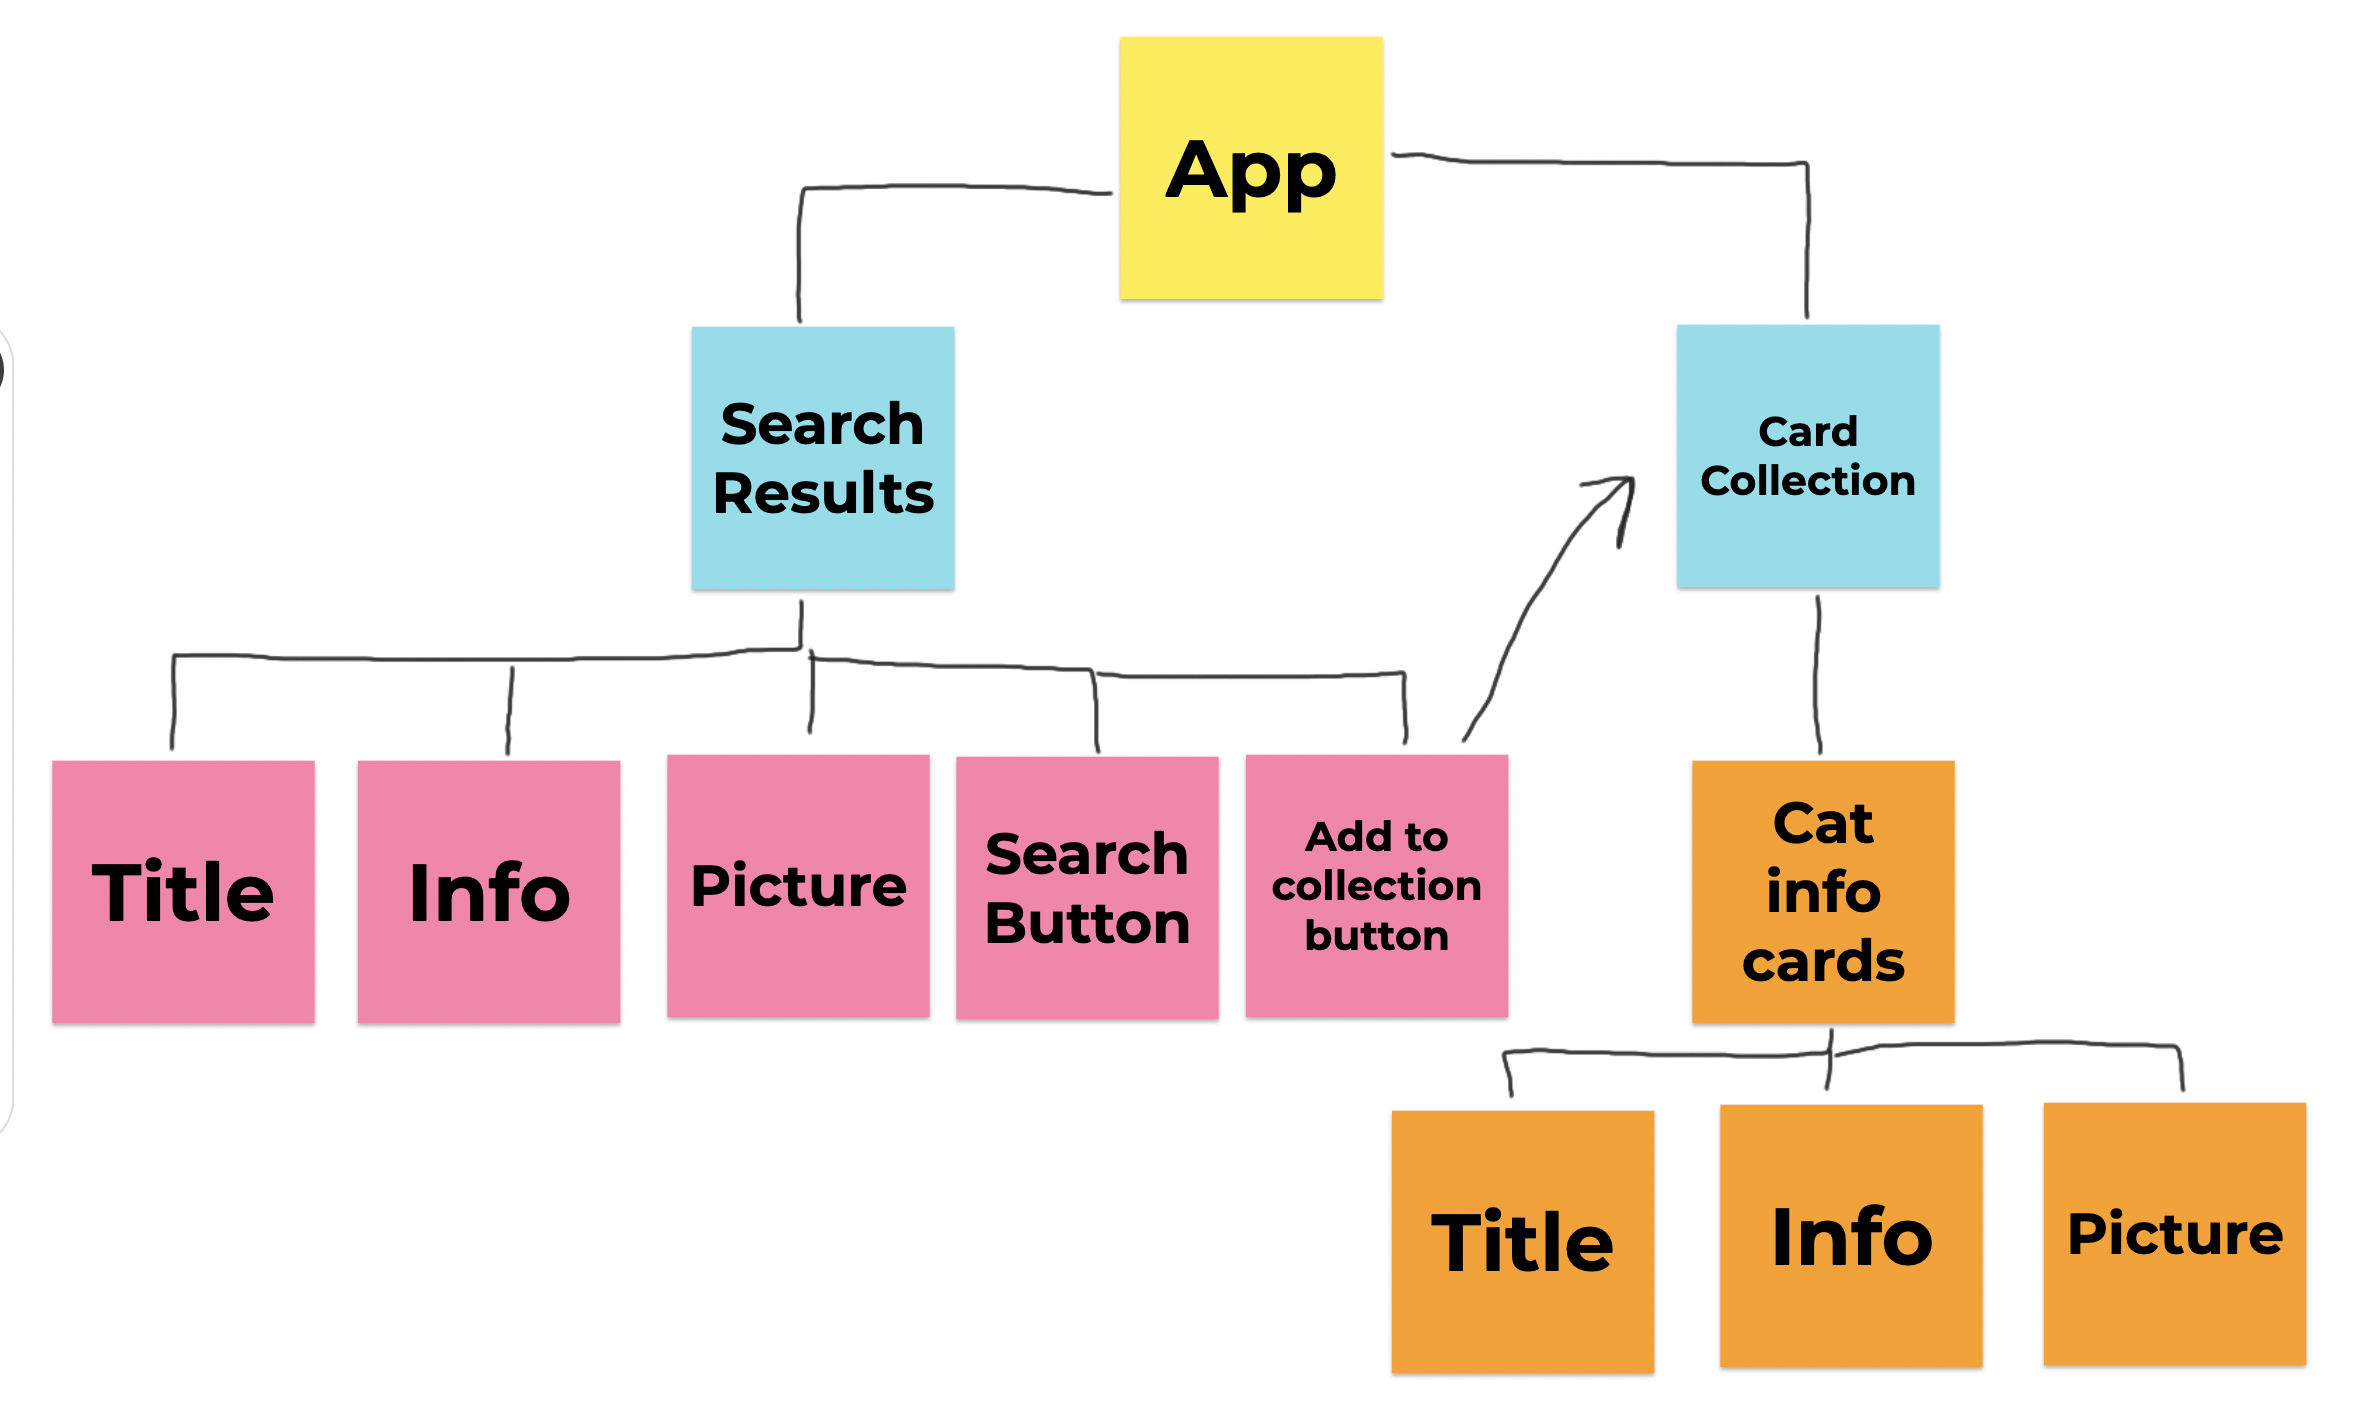 App
Search
Results
Card
Collection
Title
Info
Picture
Search
Button
Add to
collection
button
Cat
info
cards
Title
Info
Picture